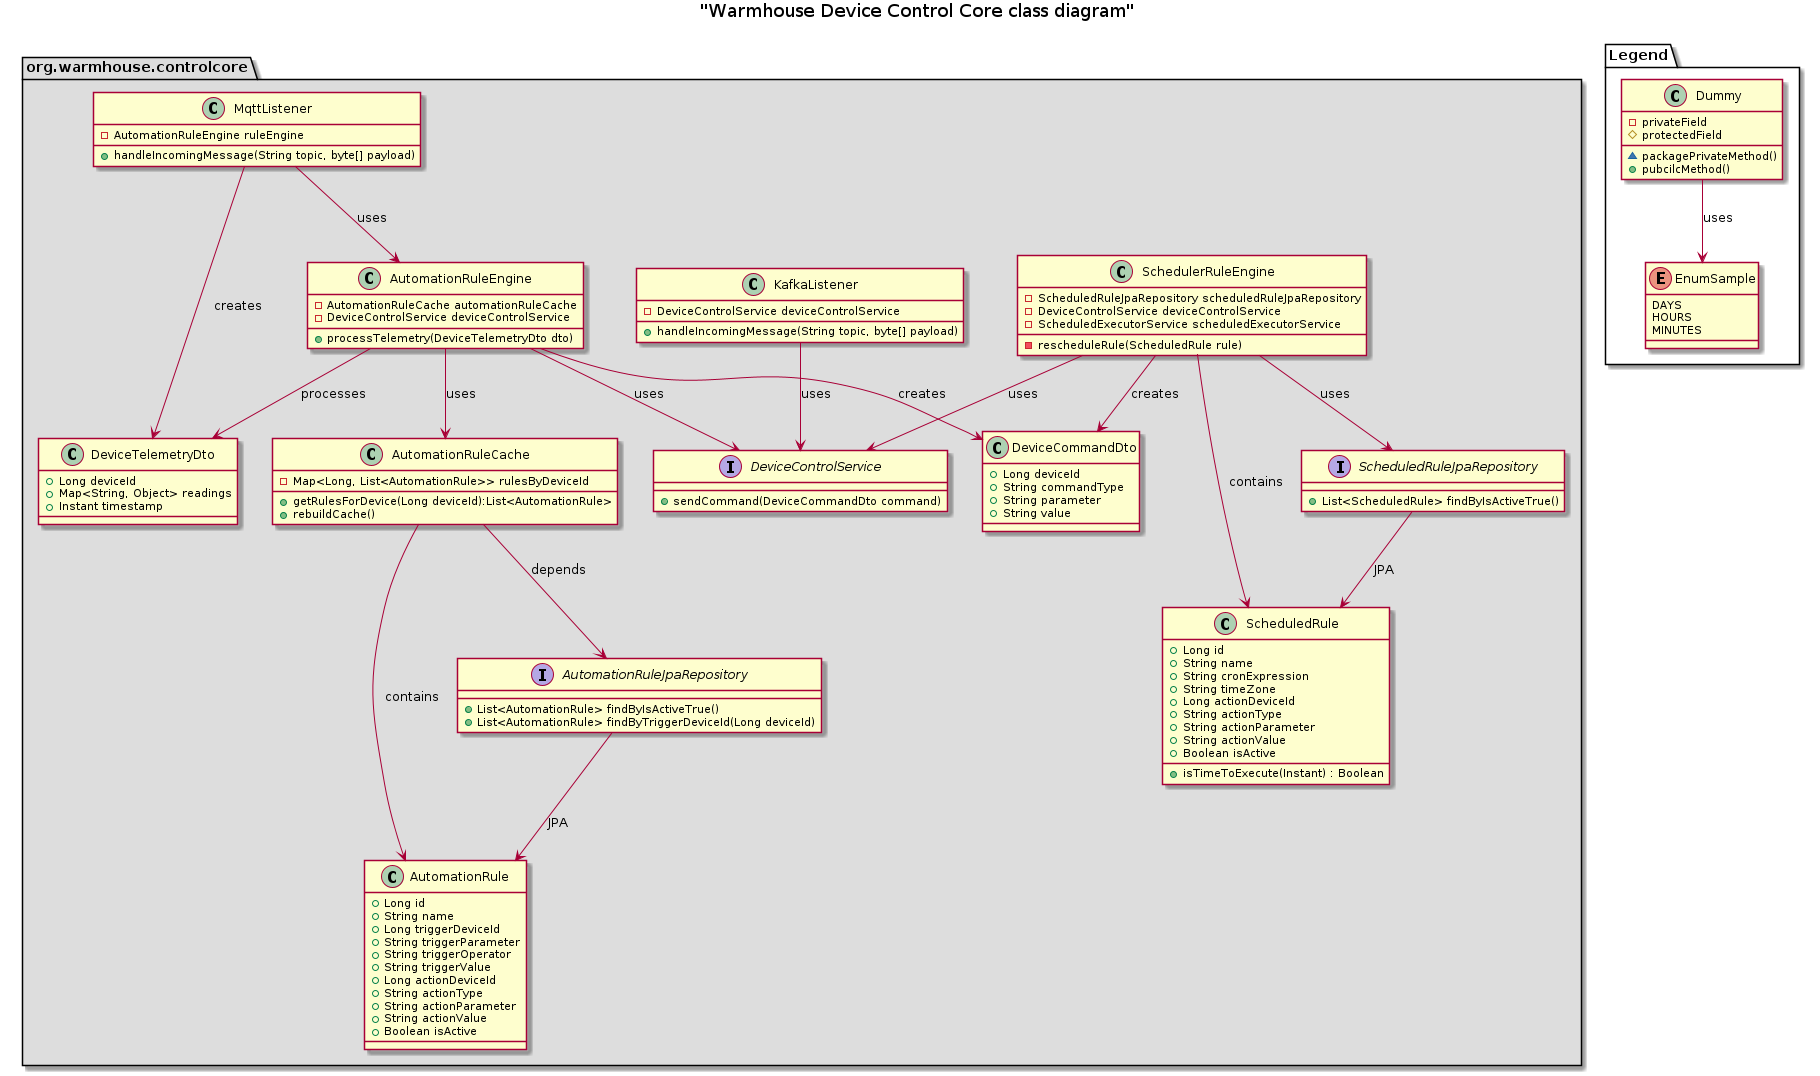 "Warmhouse Device Control Core class diagram"
org.warmhouse.controlcore
C MqttListener
AutomationRuleEngine ruleEngine
handleIncomingMessage(String topic, byte[] payload)
uses
creates
C AutomationRuleEngine
AutomationRuleCache automationRuleCache
DeviceControlService deviceControlService
processTelemetry(DeviceTelemetryDto dto)
C KafkaListener
DeviceControlService deviceControlService
handleIncomingMessage(String topic, byte[] payload)
C SchedulerRuleEngine
ScheduledRuleJpaRepository scheduledRuleJpaRepository
DeviceControlService deviceControlService
ScheduledExecutorService scheduledExecutorService
rescheduleRule(ScheduledRule rule)
processes
uses
uses
uses
creates
uses
creates
uses
contains
C DeviceTelemetryDto
Long deviceId
Map<String, Object> readings
Instant timestamp
C AutomationRuleCache
Map<Long, List<AutomationRule>> rulesByDeviceId
getRulesForDevice(Long deviceId):List<AutomationRule>
rebuildCache()
I DeviceControlService
sendCommand(DeviceCommandDto command)
C DeviceCommandDto
Long deviceId
String commandType
String parameter
String value
I ScheduledRuleJpaRepository
List<ScheduledRule> findByIsActiveTrue()
depends
JPA
contains
I AutomationRuleJpaRepository
List<AutomationRule> findByIsActiveTrue()
List<AutomationRule> findByTriggerDeviceId(Long deviceId)
C ScheduledRule
Long id
String name
String cronExpression
String timeZone
Long actionDeviceId
String actionType
String actionParameter
String actionValue
Boolean isActive
isTimeToExecute(Instant) : Boolean
JPA
C AutomationRule
Long id
String name
Long triggerDeviceId
String triggerParameter
String triggerOperator
String triggerValue
Long actionDeviceId
String actionType
String actionParameter
String actionValue
Boolean isActive
Legend
C Dummy
privateField
protectedField
packagePrivateMethod()
pubcilcMethod()
uses
E EnumSample
DAYS
HOURS
MINUTES